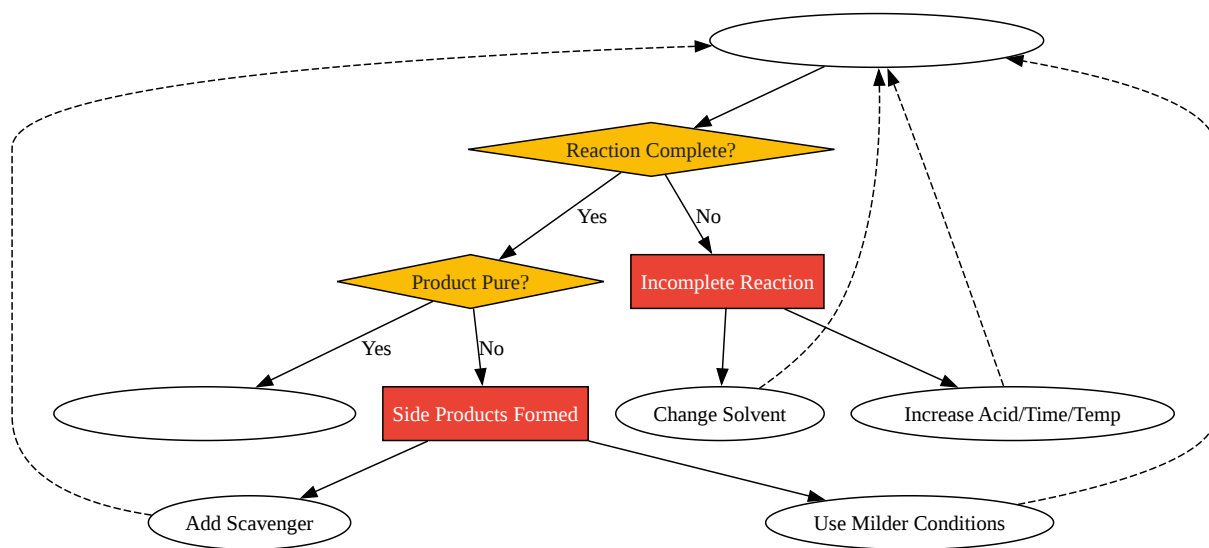 Reaction Complete?
Yes
No
Product Pure?
Incomplete Reaction
Yes
No
Side Products Formed
Change Solvent
Increase Acid/Time/Temp
Add Scavenger
Use Milder Conditions